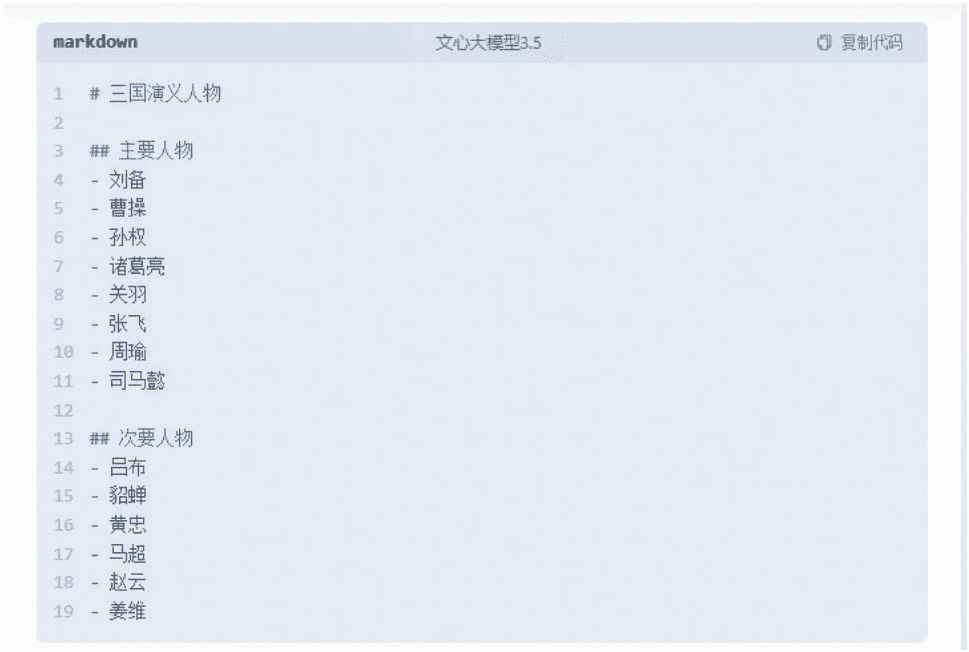 markdown 文心大模型3.5 复制代码
1 # 三国演义人物
2
3 ## 主要人物
4 - 刘备
5 - 曹操
6 - 孙权
7 - 诸葛亮
8 - 关羽
9 - 张飞
10 - 周瑜
11 - 司马懿
12
13 ## 次要人物
14 - 吕布
15 - 貂蝉
16 - 黄忠
17 - 马超
18 - 赵云
19 - 姜维